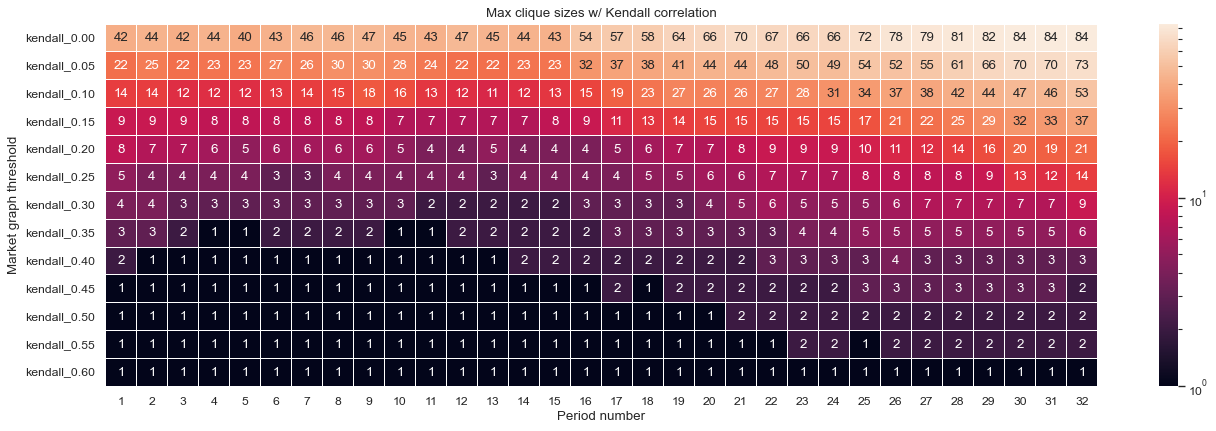 Max clique sizes w/ Kendall correlation
Market graph threshold
kendall_0.00 42 44 42 44 40 43 46 46 47 45 43 47 45 44 46 54 57 58 64 66 70 67 66 66 72 78 79 81 82 84 84 84
kendall_0.05 22 25 22 23 23 27 26 30 30 28 24 22 22 23 23 32 37 38 41 44 44 48 50 49 54 52 55 61 66 70 70 73
kendall_0.10 14 14 12 12 12 13 14 15 18 16 13 12 11 12 13 15 19 23 27 26 26 27 28 31 34 37 38 42 44 47 46 53
kendall_0.15 9 9 9 8 8 8 8 8 8 7 7 7 7 7 8 9 11 13 14 15 15 15 15 15 17 21 22 25 29 32 33 37
kendall_0.20 8 7 7 6 5 6 6 6 6 5 4 4 5 4 4 4 5 6 7 7 8 9 9 9 10 11 12 14 16 20 19 21
kendall_0.25 5 4 4 4 4 3 3 4 4 4 4 4 3 4 4 4 4 5 5 6 6 7 7 7 8 8 8 8 9 13 12 14
kendall_0.30 4 4 3 3 3 3 3 3 3 3 2 2 2 2 2 3 3 3 3 4 5 6 5 5 5 6 7 7 7 7 7 9
kendall_0.35 3 3 2 1 1 2 2 2 2 1 1 2 2 2 2 2 3 3 3 3 3 3 4 4 5 5 5 5 5 5 5 6
kendall_0.40 2 1 1 1 1 1 1 1 1 1 1 1 1 2 2 2 2 2 2 2 2 3 3 3 3 4 3 3 3 3 3 3
kendall_0.45 1 1 1 1 1 1 1 1 1 1 1 1 1 1 1 1 2 1 2 2 2 2 2 2 3 3 3 3 3 3 3 2
kendall_0.50 1 1 1 1 1 1 1 1 1 1 1 1 1 1 1 1 1 1 1 1 2 2 2 2 2 2 2 2 2 2 2 2
kendall_0.55 1 1 1 1 1 1 1 1 1 1 1 1 1 1 1 1 1 1 1 1 1 1 2 2 1 2 2 2 2 2 2 2
kendall_0.60 1 1 1 1 1 1 1 1 1 1 1 1 1 1 1 1 1 1 1 1 1 1 1 1 1 1 1 1 1 1 1 1
1 2 3 4 5 6 7 8 9 10 11 12 13 14 15 16 17 18 19 20 21 22 23 24 25 26 27 28 29 30 31 32
Period number
10^1
10^0